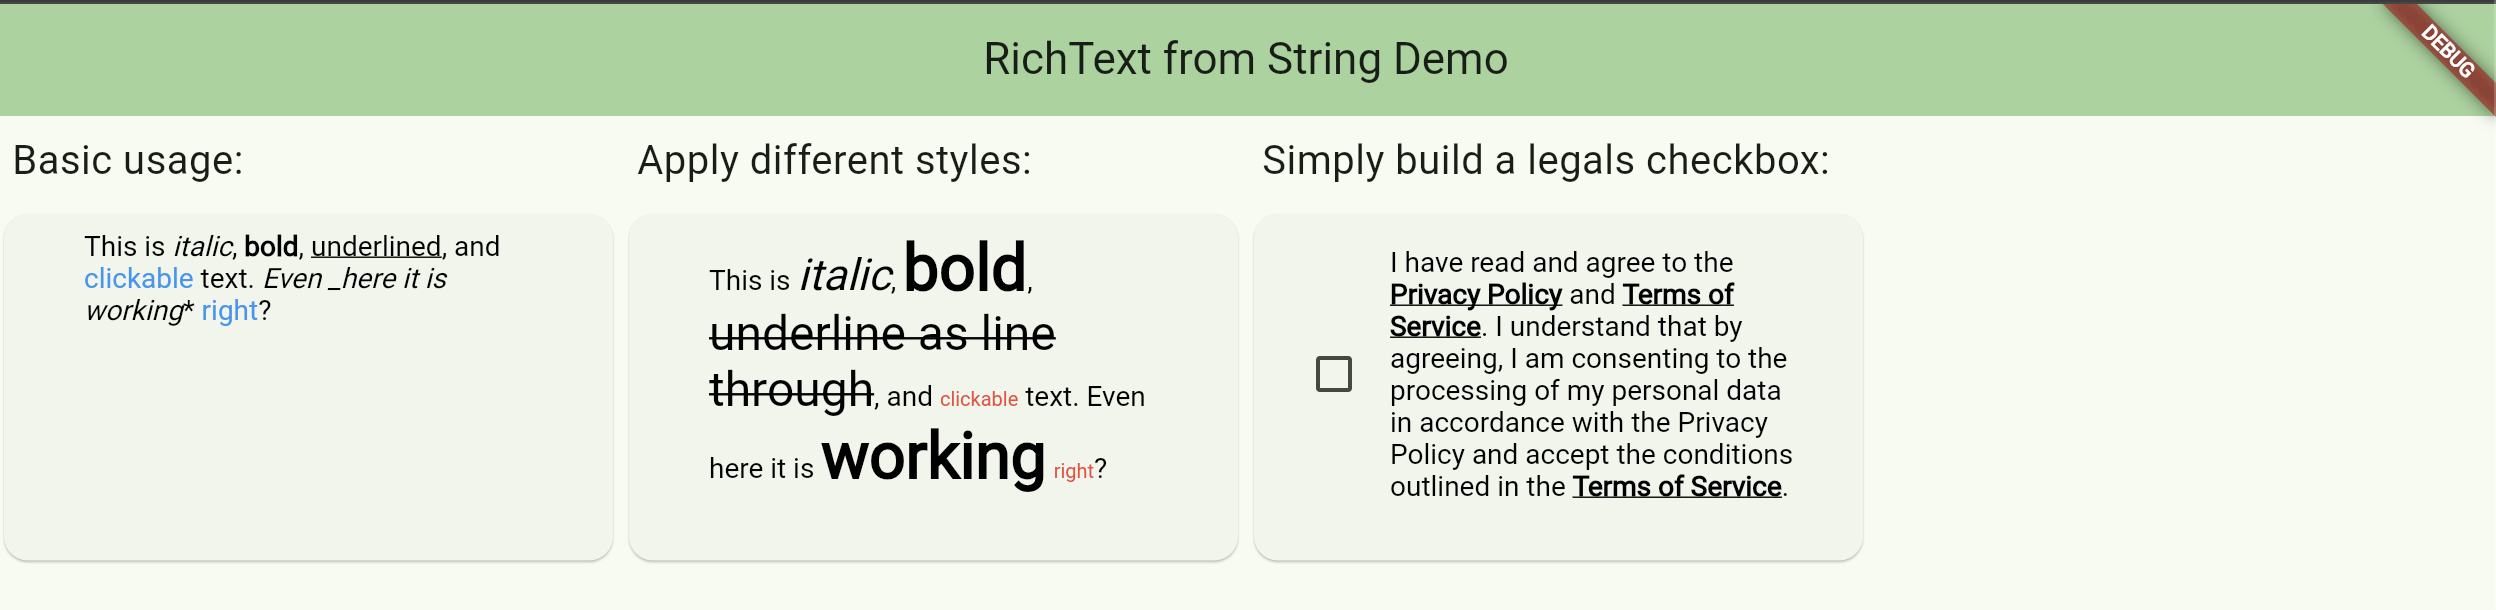 RichText from String Demo
DEBUG
Basic usage:
This is italic, bold, underlined, and
clickable text. Even _here it is
working* right?
Apply different styles:
This is italic, bold,
underline as line
through, and clickable text. Even
here it is working right?
Simply build a legals checkbox:
I have read and agree to the
Privacy Policy and Terms of
Service. I understand that by
agreeing, I am consenting to the
processing of my personal data
in accordance with the Privacy
Policy and accept the conditions
outlined in the Terms of Service.